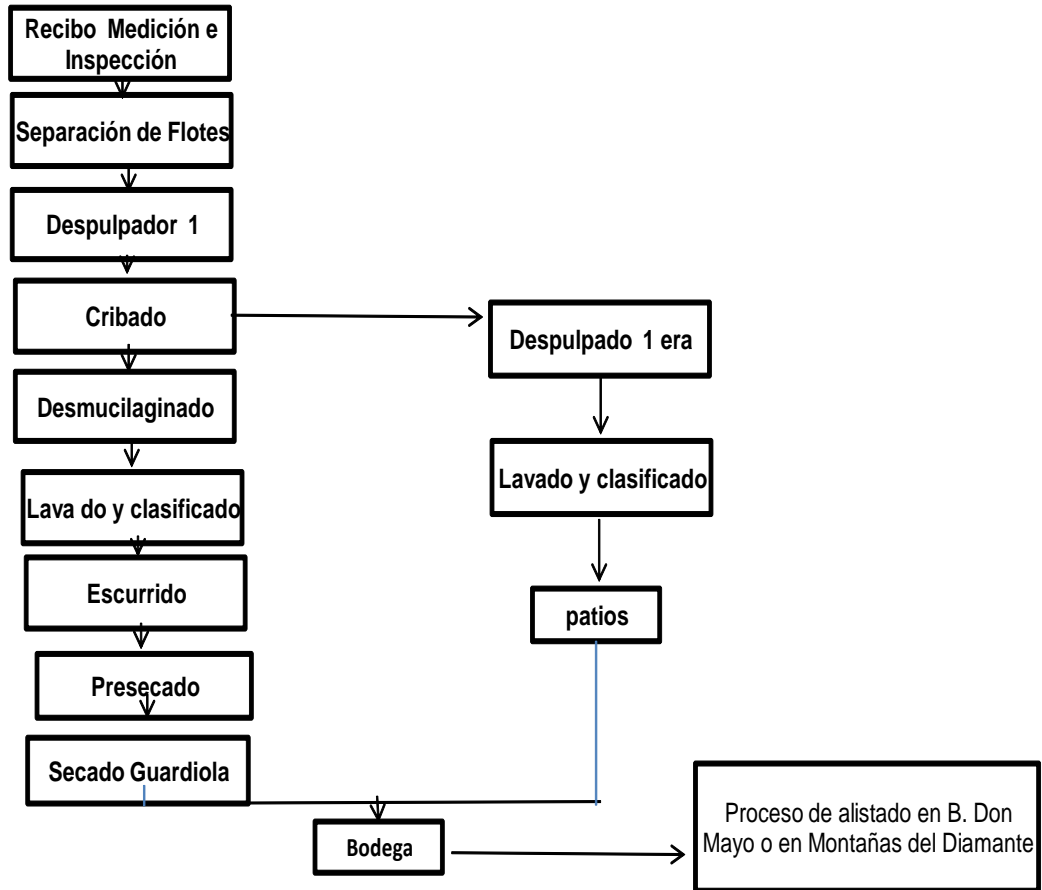 Recibo Medición e
Inspección
Separación de Flotes
Despulpador 1
Cribado
Desmucilaginado
Lava do y clasificado
Escurrido
Presecado
Secado Guardiola
Despulpado 1 era
Lavado y clasificado
patios
Bodega
Proceso de alistado en B. Don
Mayo o en Montañas del Diamante